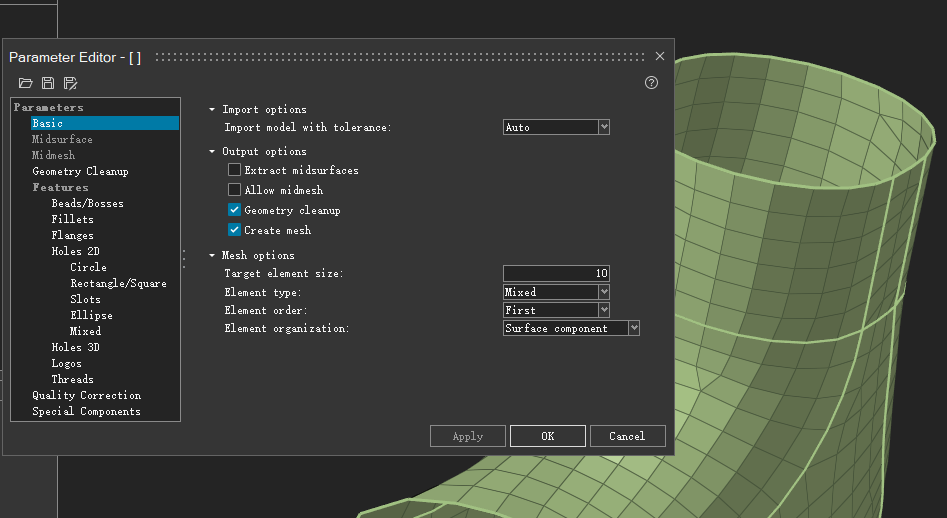 Parameter Editor - [ ]
Parameters
Basic
Midsurface
Midmesh
Geometry Cleanup
Features
Beads/Bosses
Fillets
Flanges
Holes 2D
Circle
Rectangle/Square
Slots
Ellipse
Mixed
Holes 3D
Logos
Threads
Quality Correction
Special Components
Import options
Import model with tolerance: Auto
Output options
Extract midsurfaces
Allow midmesh
Geometry cleanup
Create mesh
Mesh options
Target element size: 10
Element type: Mixed
Element order: First
Element organization: Surface component
Apply OK Cancel